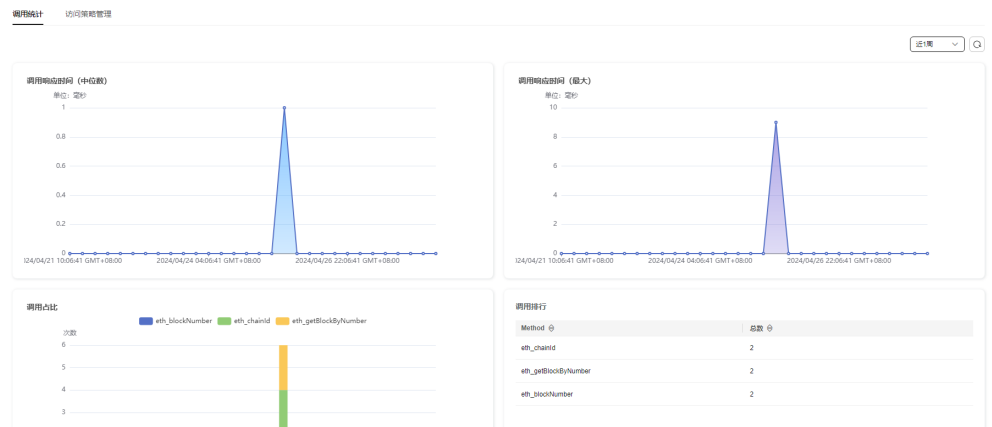 调用统计 访问策略管理
近1周
调用响应时间（中位数）
单位：毫秒
1
0.8
0.6
0.4
0.2
0
024/04/21 10:06:41 GMT+08:00 2024/04/24 04:06:41 GMT+08:00 2024/04/26 22:06:41 GMT+08:00
调用响应时间（最大）
单位：毫秒
10
8
6
4
2
0
024/04/21 10:06:41 GMT+08:00 2024/04/24 04:06:41 GMT+08:00 2024/04/26 22:06:41 GMT+08:00
调用占比
eth_blockNumber eth_chainId eth_getBlockByNumber
次数
6
5
4
3
调用排行
Method 总数
eth_chainId 2
eth_getBlockByNumber 2
eth_blockNumber 2